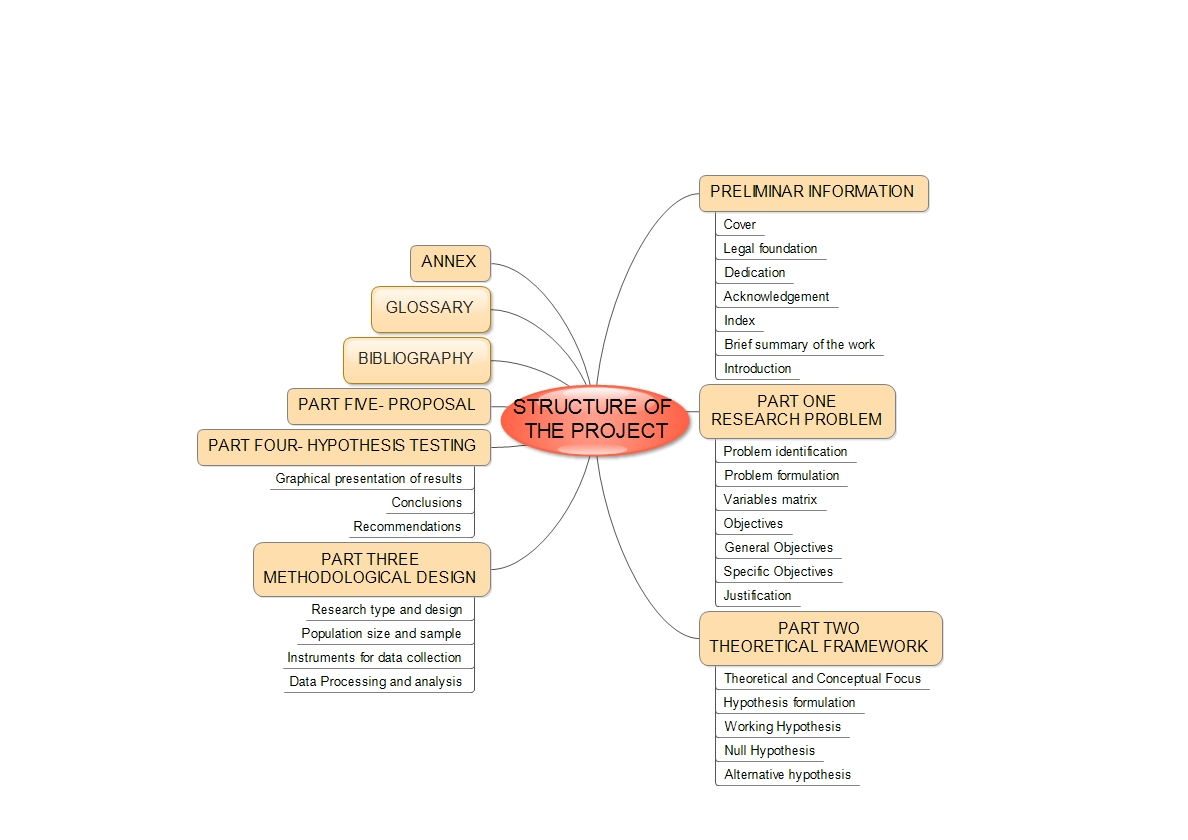 STRUCTURE OF
THE PROJECT
PRELIMINAR INFORMATION
Cover
Legal foundation
Dedication
Acknowledgement
Index
Brief summary of the work
Introduction
PART ONE
RESEARCH PROBLEM
Problem identification
Problem formulation
Variables matrix
Objectives
General Objectives
Specific Objectives
Justification
PART TWO
THEORETICAL FRAMEWORK
Theoretical and Conceptual Focus
Hypothesis formulation
Working Hypothesis
Null Hypothesis
Alternative hypothesis
PART THREE
METHODOLOGICAL DESIGN
Research type and design
Population size and sample
Instruments for data collection
Data Processing and analysis
PART FOUR- HYPOTHESIS TESTING
Graphical presentation of results
Conclusions
Recommendations
PART FIVE- PROPOSAL
BIBLIOGRAPHY
GLOSSARY
ANNEX